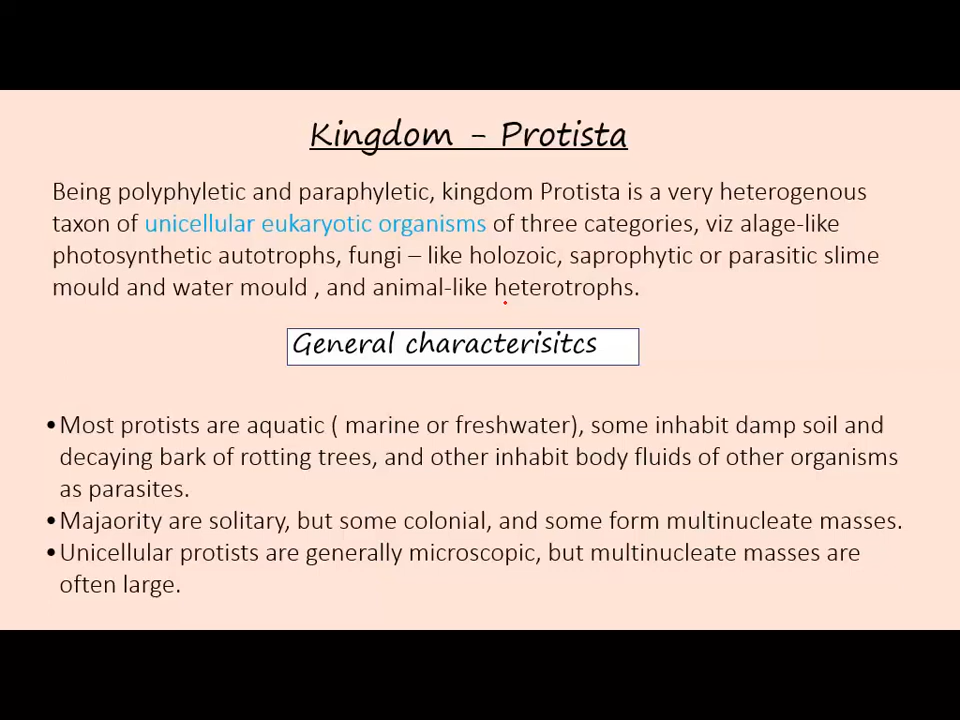 Kingdom - Protista
Being polyphyletic and paraphyletic, kingdom Protista is a very heterogenous
taxon of unicellular eukaryotic organisms of three categories, viz alage-like
photosynthetic autotrophs, fungi – like holozoic, saprophytic or parasitic slime
mould and water mould , and animal-like heterotrophs.
General characterisitcs
•Most protists are aquatic ( marine or freshwater), some inhabit damp soil and
decaying bark of rotting trees, and other inhabit body fluids of other organisms
as parasites.
•Majaority are solitary, but some colonial, and some form multinucleate masses.
•Unicellular protists are generally microscopic, but multinucleate masses are
often large.